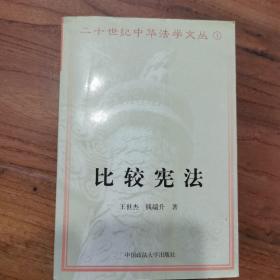 二十世纪中华法学文丛①
比较宪法
王世杰 钱端升 著
中国政法大学出版社